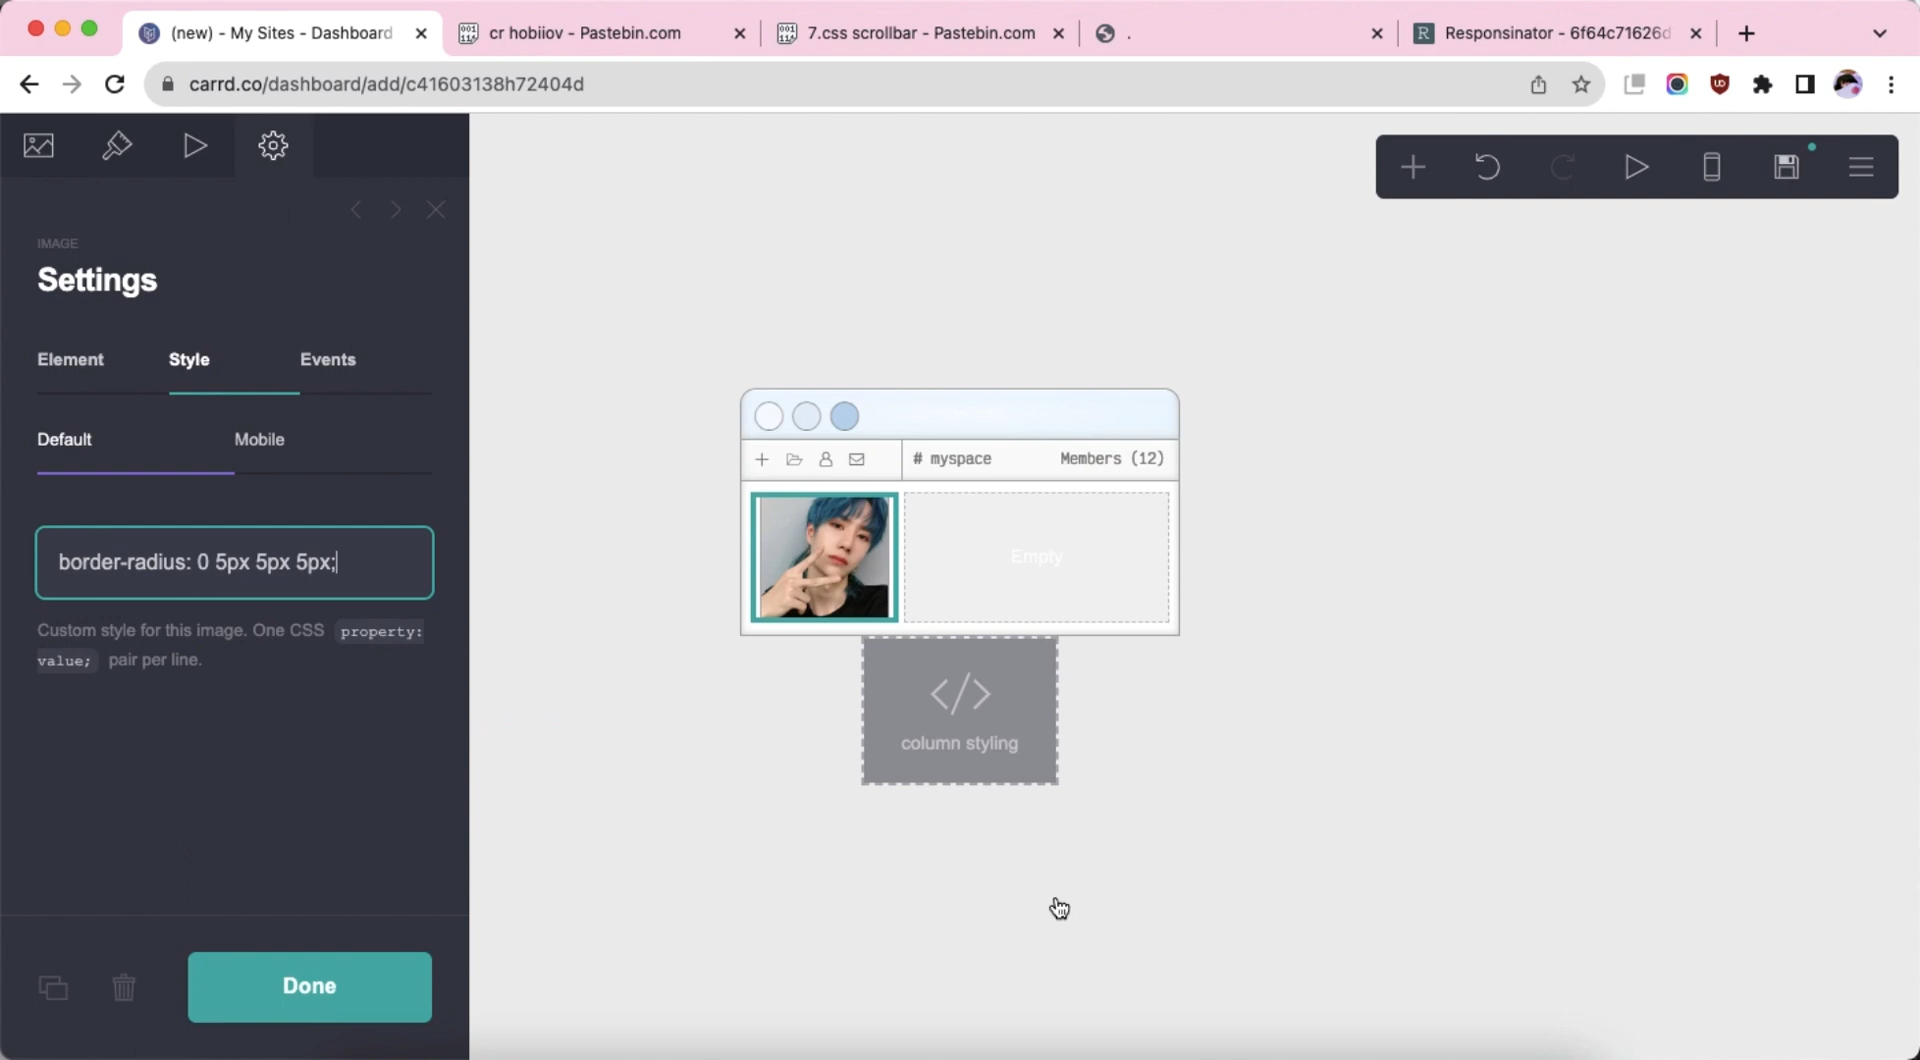 (new) - My Sites - Dashboard
cr hobiiov - Pastebin.com
7.css scrollbar - Pastebin.com
.
R
Responsinator - 6f64c71626d
carrd.co/dashboard/add/c41603138h72404d
IMAGE
Settings
Element Style Events
Default Mobile
border-radius: 0 5px 5px 5px;
Custom style for this image. One CSS property:
value; pair per line.
Done
# myspace Members (12)
Empty
</>
column styling